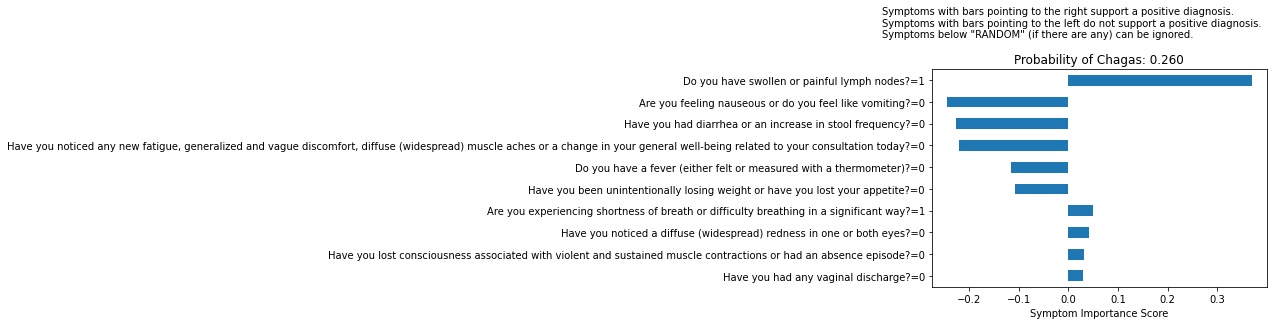 Symptoms with bars pointing to the right support a positive diagnosis.
Symptoms with bars pointing to the left do not support a positive diagnosis.
Symptoms below "RANDOM" (if there are any) can be ignored.
Probability of Chagas: 0.260
Do you have swollen or painful lymph nodes?=1
Are you feeling nauseous or do you feel like vomiting?=0
Have you had diarrhea or an increase in stool frequency?=0
Have you noticed any new fatigue, generalized and vague discomfort, diffuse (widespread) muscle aches or a change in your general well-being related to your consultation today?=0
Do you have a fever (either felt or measured with a thermometer)?=0
Have you been unintentionally losing weight or have you lost your appetite?=0
Are you experiencing shortness of breath or difficulty breathing in a significant way?=1
Have you noticed a diffuse (widespread) redness in one or both eyes?=0
Have you lost consciousness associated with violent and sustained muscle contractions or had an absence episode?=0
Have you had any vaginal discharge?=0
−0.2 −0.1 0.0 0.1 0.2 0.3
Symptom Importance Score